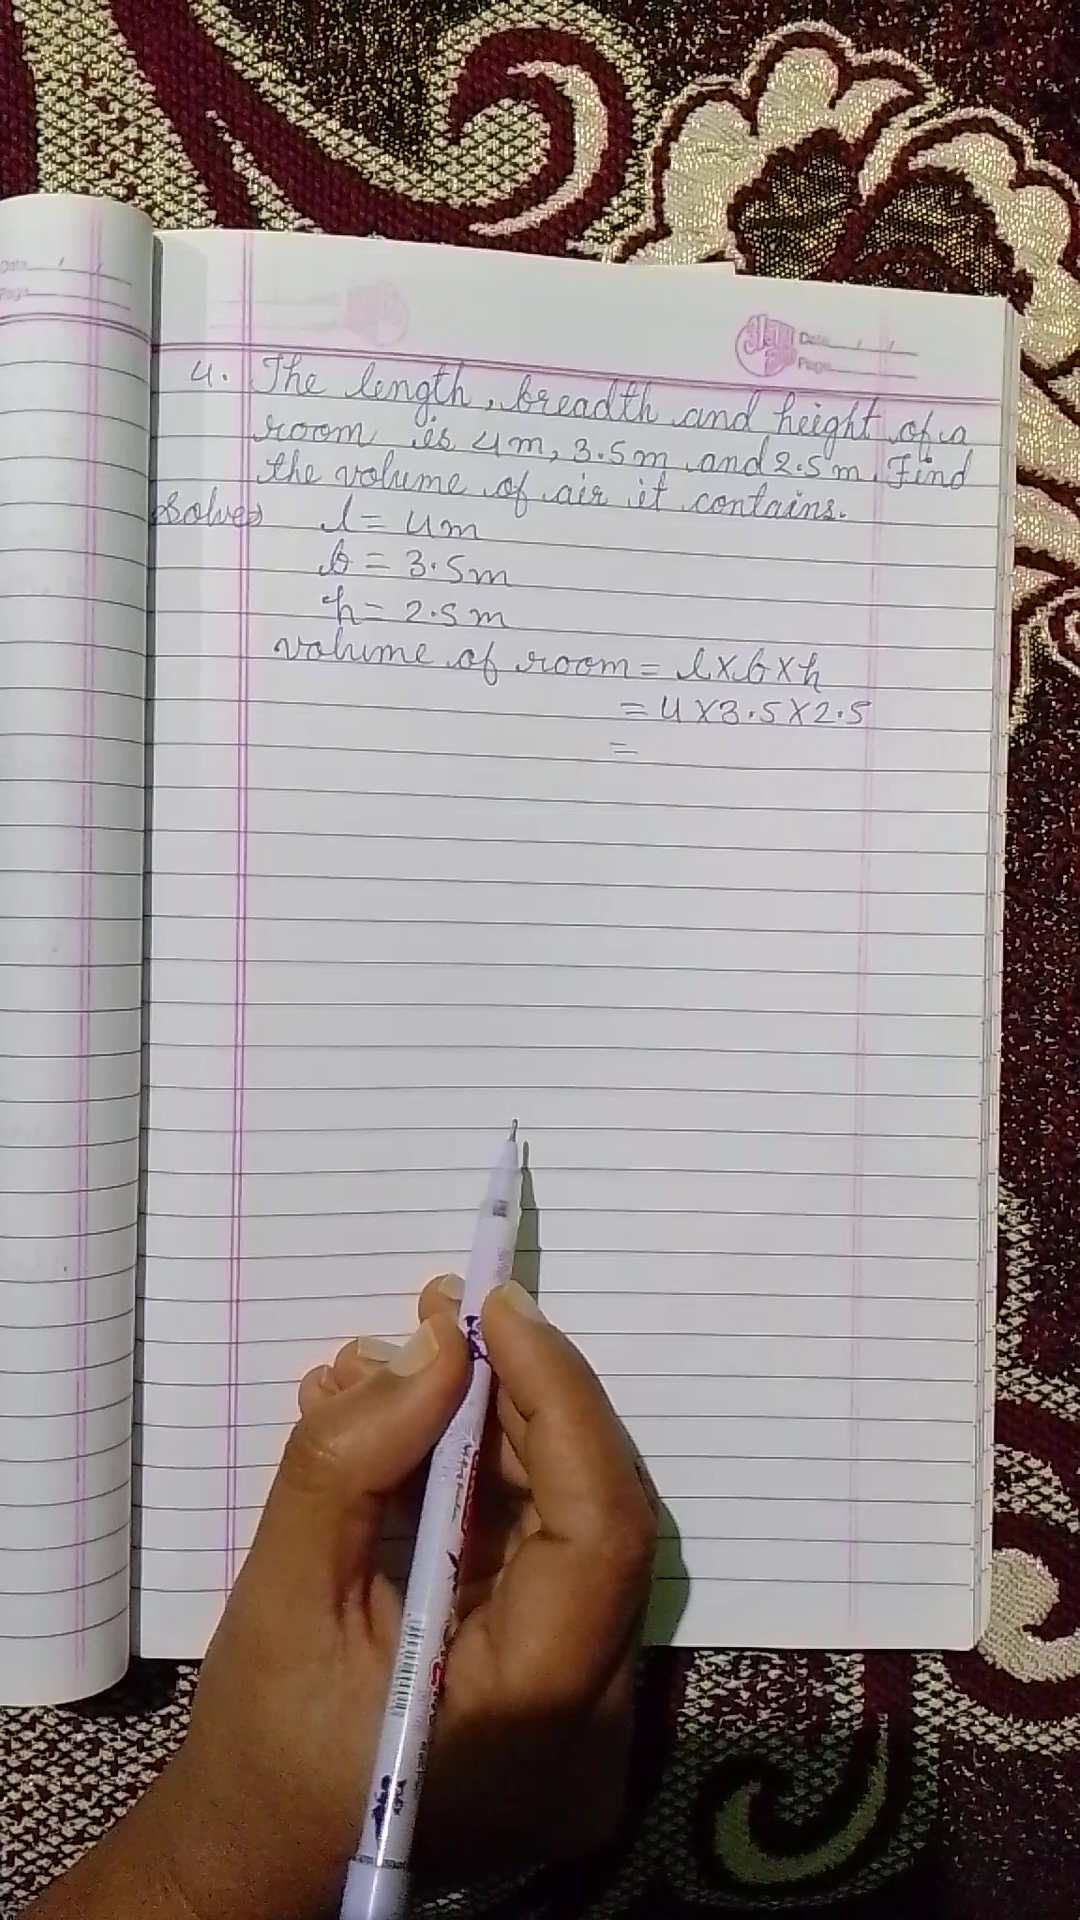 Date
Page
Date
Page
4. The length, breadth and height of a
room is 4m, 3.5m and 2.5m. Find
the volume of air it contains.
Solve) l = 4m
b = 3.5m
h = 2.5m
volume of room = l×b×h
= 4×3.5×2.5
=